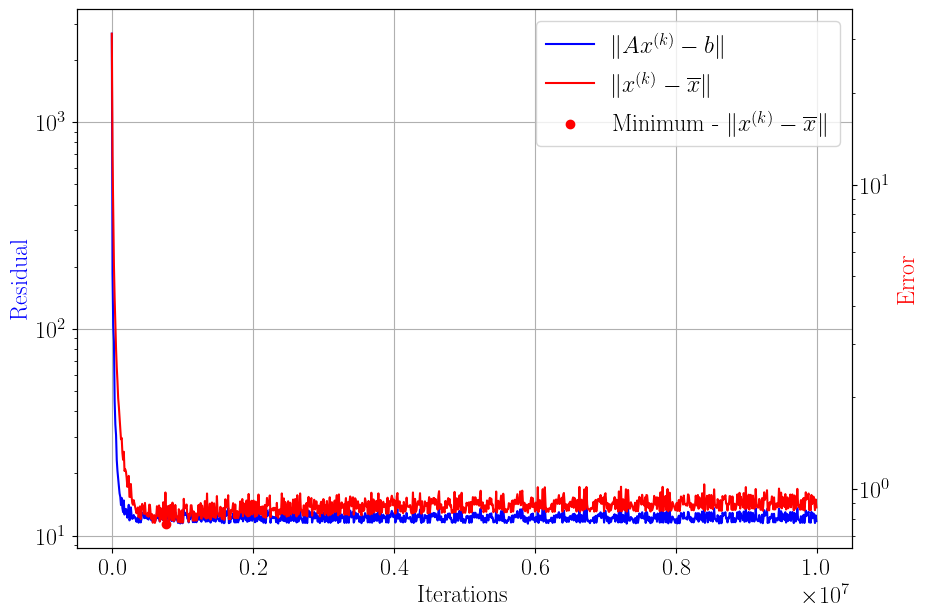 ‖Ax^(k) − b‖
‖x^(k) − x̅‖
Minimum - ‖x^(k) − x̅‖
10^3
10^2
10^1
Residual
10^1
10^0
Error
0.0 0.2 0.4 0.6 0.8 1.0
×10^7
Iterations